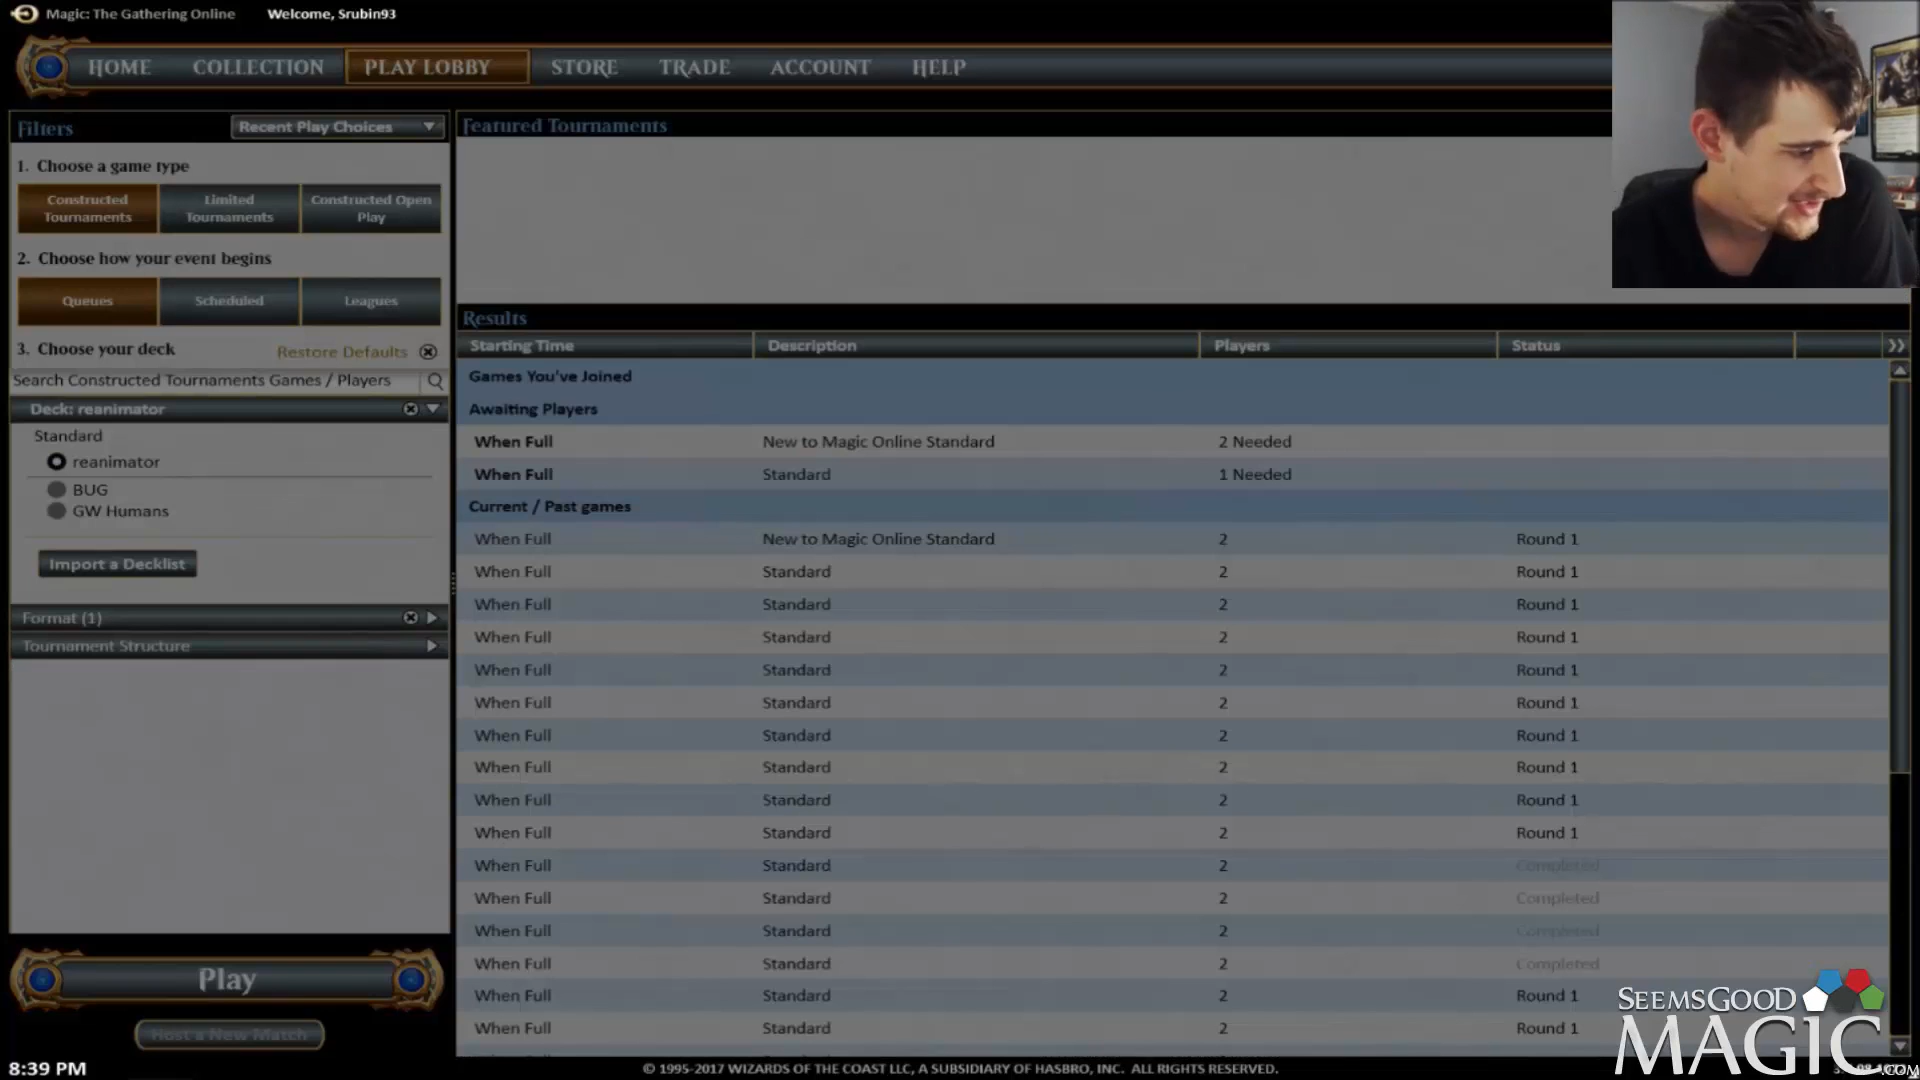 Magic: The Gathering Online Welcome, Srubin93
HOME COLLECTION PLAY LOBBY STORE TRADE ACCOUNT HELP
Filters Recent Play Choices
1. Choose a game type
Constructed Tournaments
Limited Tournaments
Constructed Open Play
2. Choose how your event begins
Queues Scheduled Leagues
3. Choose your deck Restore Defaults
Search Constructed Tournaments Games / Players
Deck: reanimator
Standard
reanimator
BUG
GW Humans
Import a Decklist
Format (1)
Tournament Structure
Play
Host a New Match
8:39 PM
Featured Tournaments
Results
Starting Time Description Players Status
Games You've Joined
Awaiting Players
When Full New to Magic Online Standard 2 Needed
When Full Standard 1 Needed
Current / Past games
When Full New to Magic Online Standard 2 Round 1
When Full Standard 2 Round 1
When Full Standard 2 Round 1
When Full Standard 2 Round 1
When Full Standard 2 Round 1
When Full Standard 2 Round 1
When Full Standard 2 Round 1
When Full Standard 2 Round 1
When Full Standard 2 Round 1
When Full Standard 2 Round 1
When Full Standard 2 Completed
When Full Standard 2 Completed
When Full Standard 2 Completed
When Full Standard 2 Completed
When Full Standard 2 Round 1
When Full Standard 2 Round 1
© 1995-2017 WIZARDS OF THE COAST LLC, A SUBSIDIARY OF HASBRO, INC. ALL RIGHTS RESERVED.
SEEMSGOOD
MAGIC
.COM